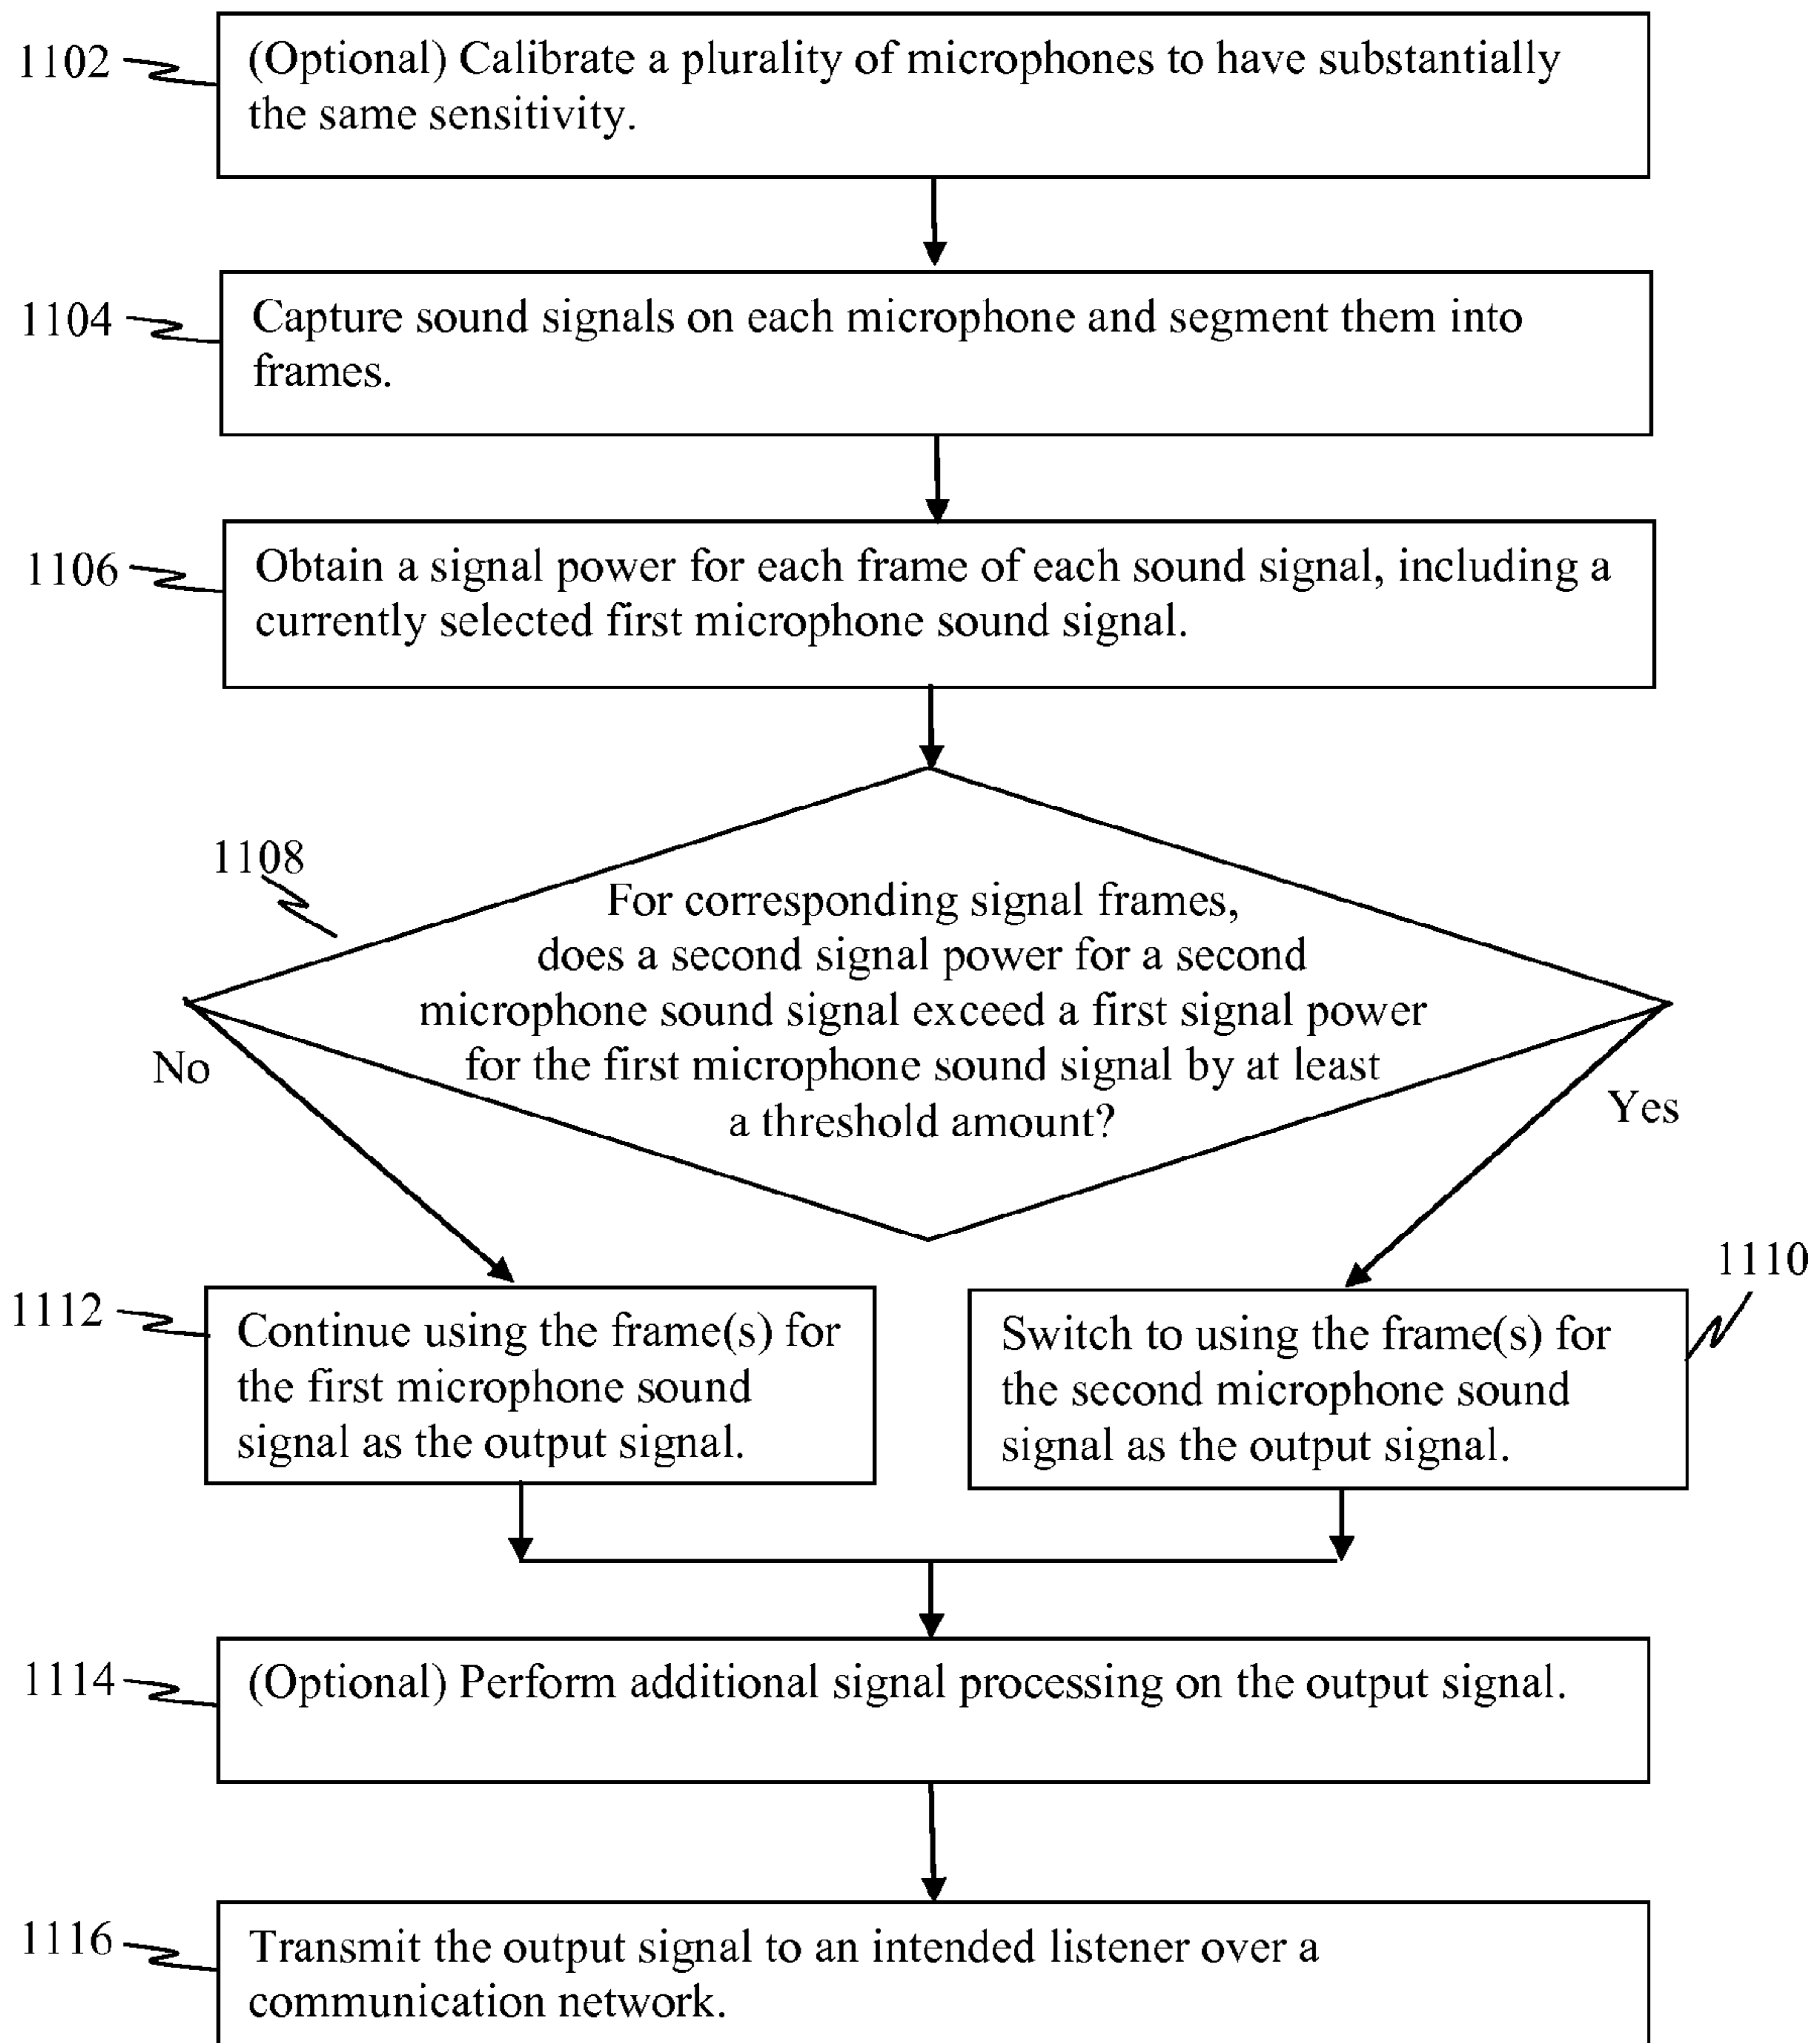 1102
(Optional) Calibrate a plurality of microphones to have substantially
the same sensitivity.
1104
Capture sound signals on each microphone and segment them into
frames.
1106
Obtain a signal power for each frame of each sound signal, including a
currently selected first microphone sound signal.
1108
For corresponding signal frames,
does a second signal power for a second
microphone sound signal exceed a first signal power
for the first microphone sound signal by at least
a threshold amount?
No
Yes
1112
Continue using the frame(s) for
the first microphone sound
signal as the output signal.
1110
Switch to using the frame(s) for
the second microphone sound
signal as the output signal.
1114
(Optional) Perform additional signal processing on the output signal.
1116
Transmit the output signal to an intended listener over a
communication network.